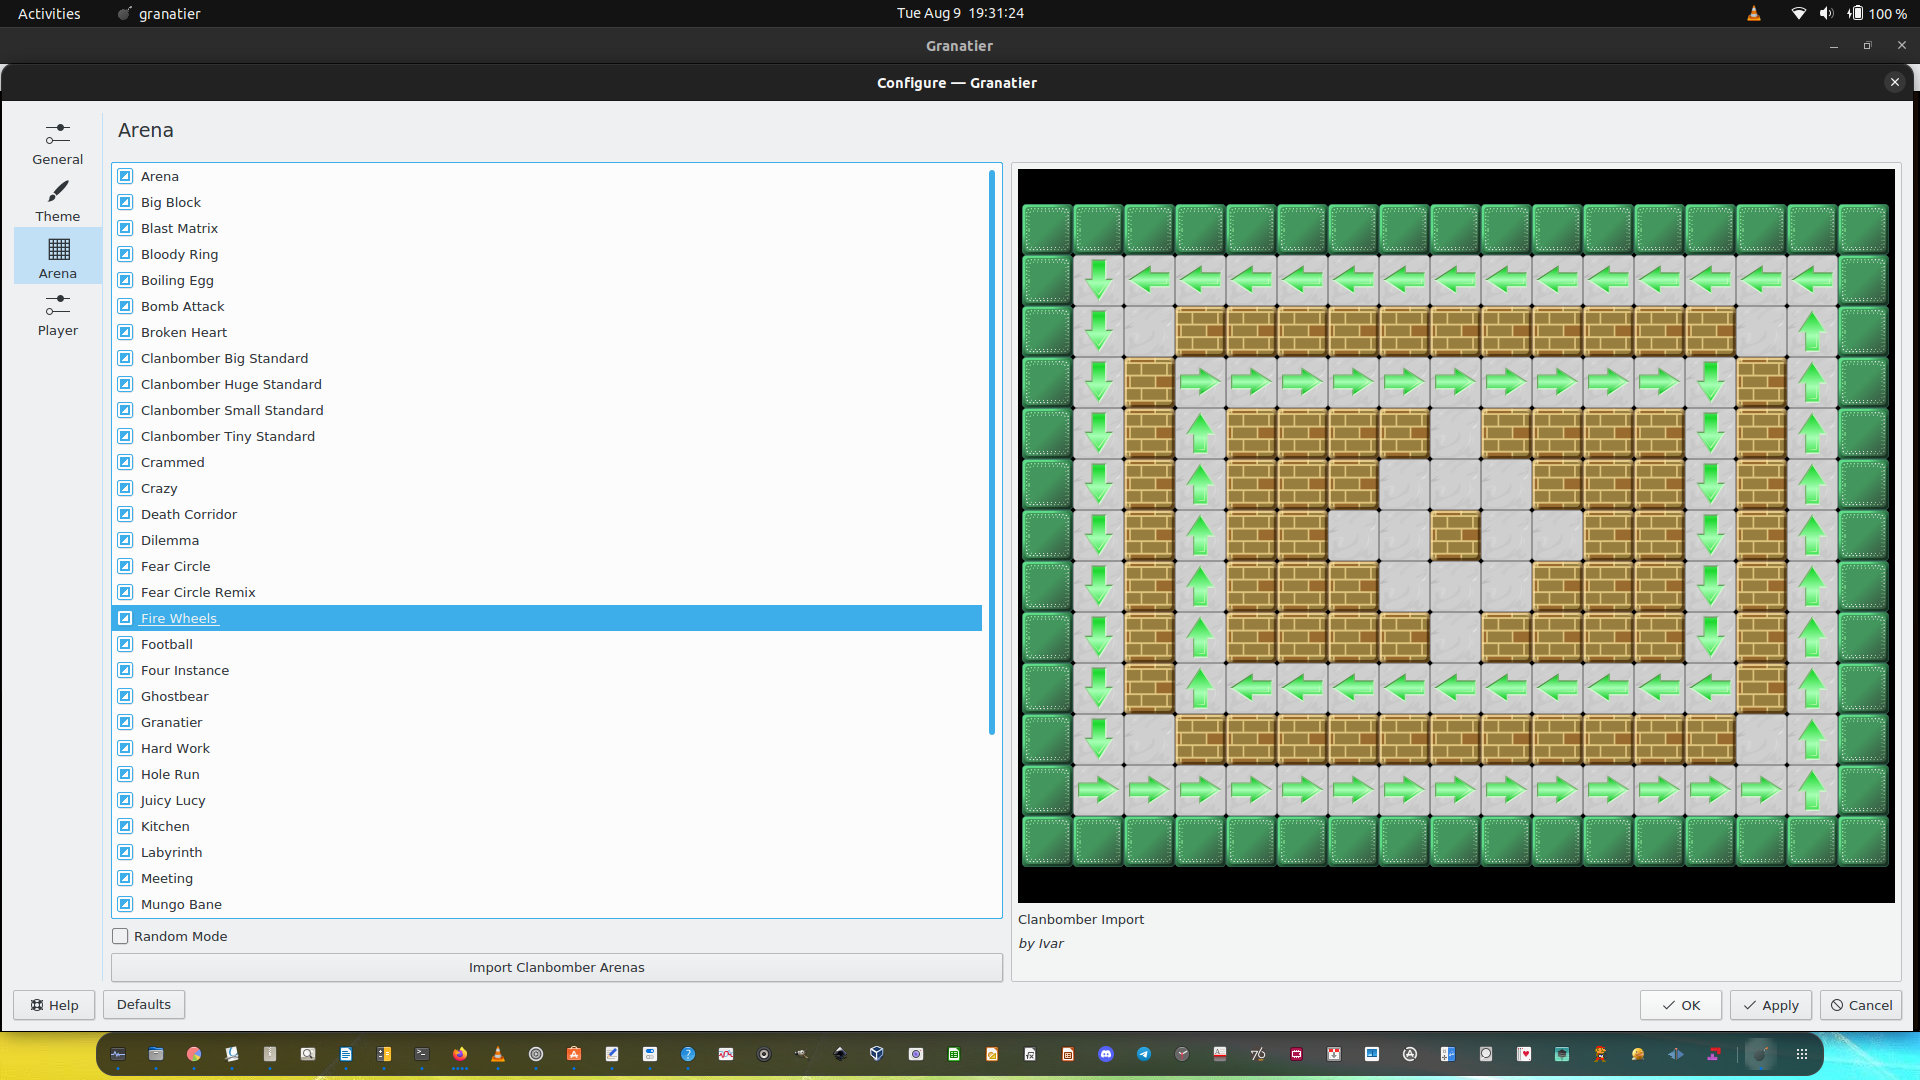 Activities
granatier
Tue Aug 9 19:31:24
100 %
Granatier
Configure — Granatier
General
Theme
Arena
Player
Arena
Arena
Big Block
Blast Matrix
Bloody Ring
Boiling Egg
Bomb Attack
Broken Heart
Clanbomber Big Standard
Clanbomber Huge Standard
Clanbomber Small Standard
Clanbomber Tiny Standard
Crammed
Crazy
Death Corridor
Dilemma
Fear Circle
Fear Circle Remix
Fire Wheels
Football
Four Instance
Ghostbear
Granatier
Hard Work
Hole Run
Juicy Lucy
Kitchen
Labyrinth
Meeting
Mungo Bane
Random Mode
Import Clanbomber Arenas
Clanbomber Import
by Ivar
Help
Defaults
OK
Apply
Cancel
76